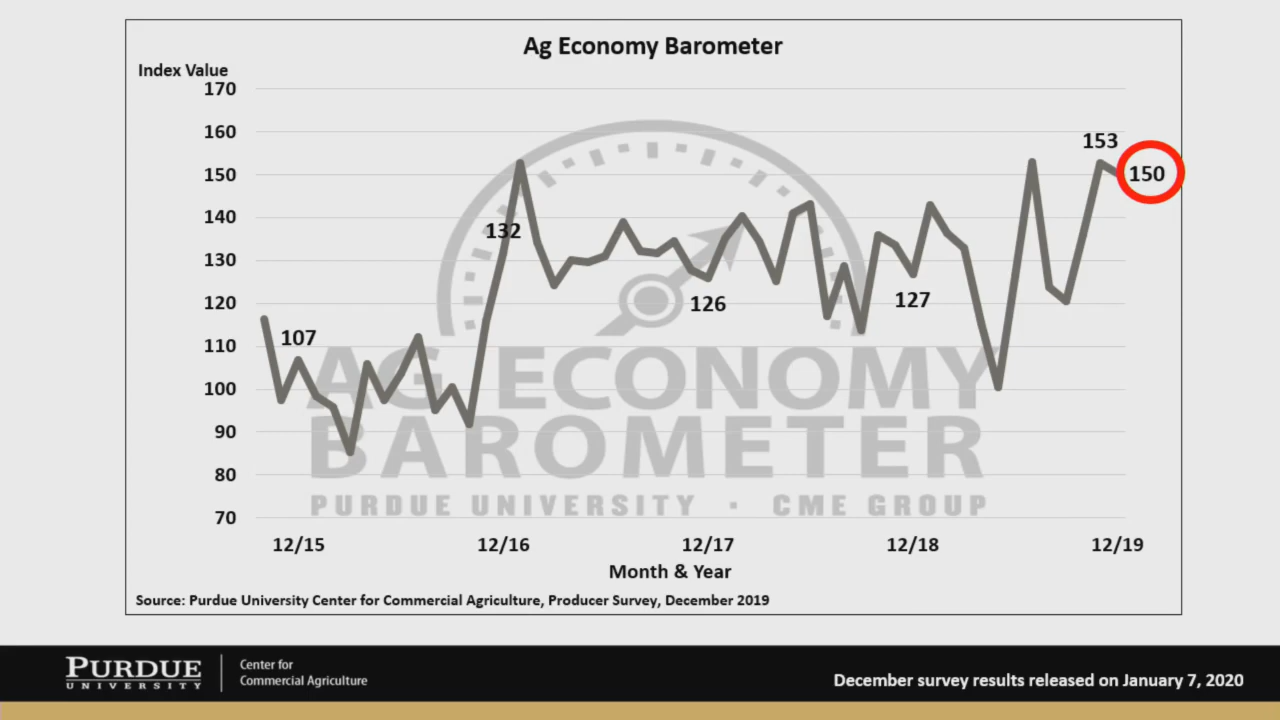 Ag Economy Barometer
Index Value
170
160
150
140
130
120
110
100
90
80
70
107
132
126
127
153
150
AG ECONOMY
BAROMETER
PURDUE UNIVERSITY · CME GROUP
12/15 12/16 12/17 12/18 12/19
Month & Year
Source: Purdue University Center for Commercial Agriculture, Producer Survey, December 2019
PURDUE
UNIVERSITY
Center for
Commercial Agriculture
December survey results released on January 7, 2020